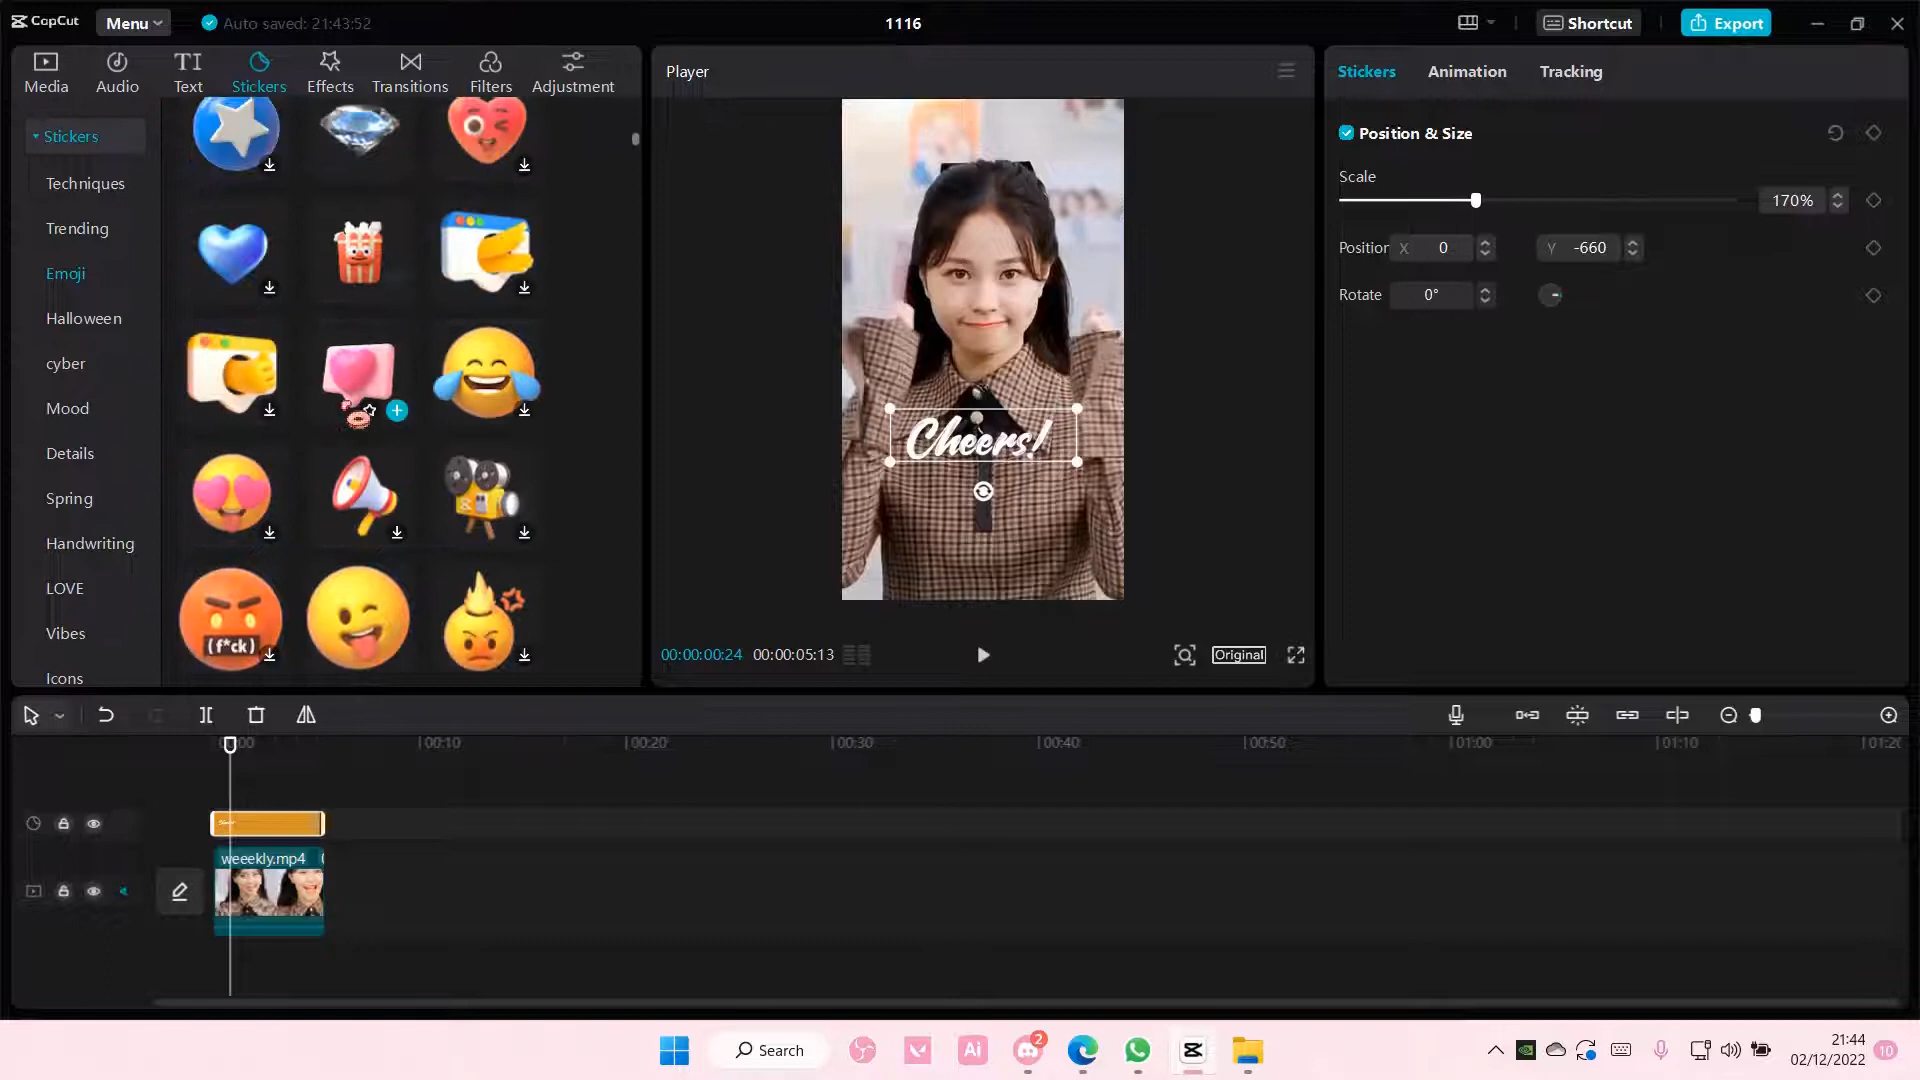 CapCut Menu Auto saved: 21:43:52 1116 Shortcut Export
Media Audio Text Stickers Effects Transitions Filters Adjustment
TI
Stickers
Techniques
Trending
Emoji
Halloween
cyber
Mood
Details
Spring
Handwriting
LOVE
Vibes
Icons
(f*ck)
Player
Cheers!
00:00:00:24 00:00:05:13 Original
Stickers Animation Tracking
Position & Size
Scale
170%
Position X 0 Y -660
Rotate 0°
00:00 00:10 00:20 00:30 00:40 00:50 01:00 01:10
weeekly.mp4
Search Ai 2
21:44
02/12/2022
10